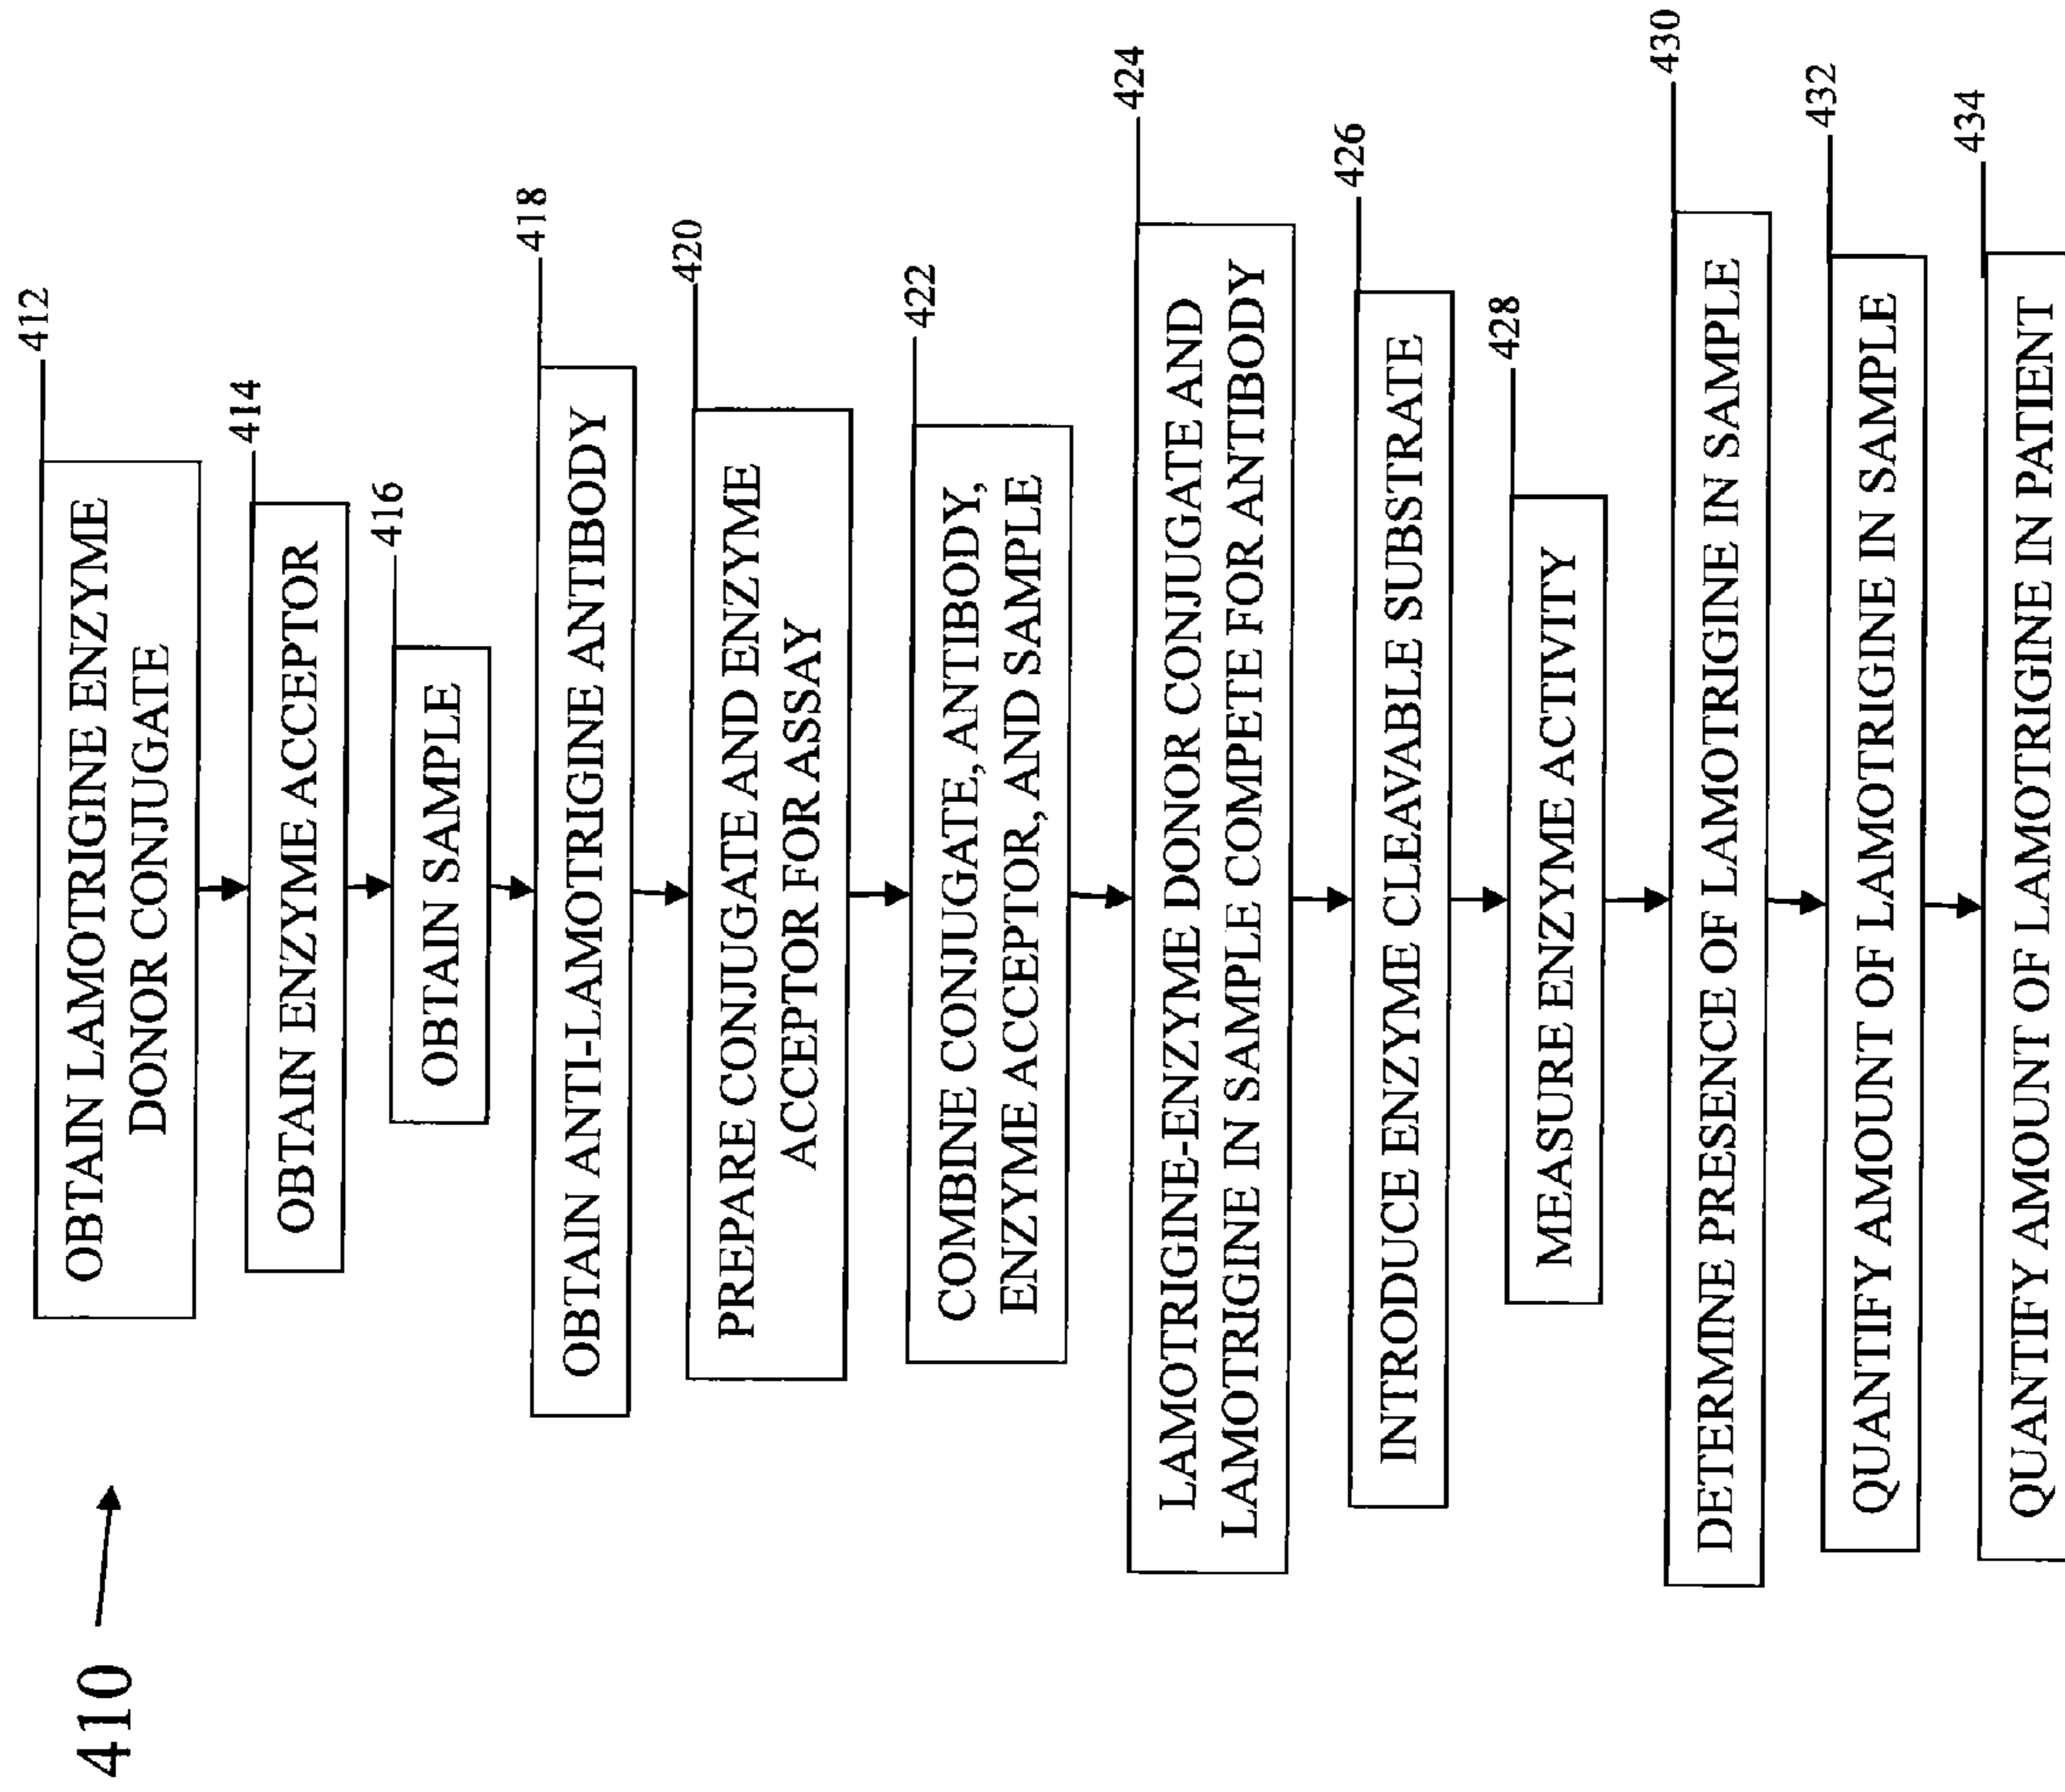 410
412
OBTAIN LAMOTRIGINE ENZYME
DONOR CONJUGATE
414
OBTAIN ENZYME ACCEPTOR
416
OBTAIN SAMPLE
418
OBTAIN ANTI-LAMOTRIGINE ANTIBODY
420
PREPARE CONJUGATE AND ENZYME
ACCEPTOR FOR ASSAY
422
COMBINE CONJUGATE, ANTIBODY,
ENZYME ACCEPTOR, AND SAMPLE
424
LAMOTRIGINE-ENZYME DONOR CONJUGATE AND
LAMOTRIGINE IN SAMPLE COMPETE FOR ANTIBODY
426
INTRODUCE ENZYME CLEAVABLE SUBSTRATE
428
MEASURE ENZYME ACTIVITY
430
DETERMINE PRESENCE OF LAMOTRIGINE IN SAMPLE
432
QUANTIFY AMOUNT OF LAMOTRIGINE IN SAMPLE
434
QUANTIFY AMOUNT OF LAMOTRIGINE IN PATIENT